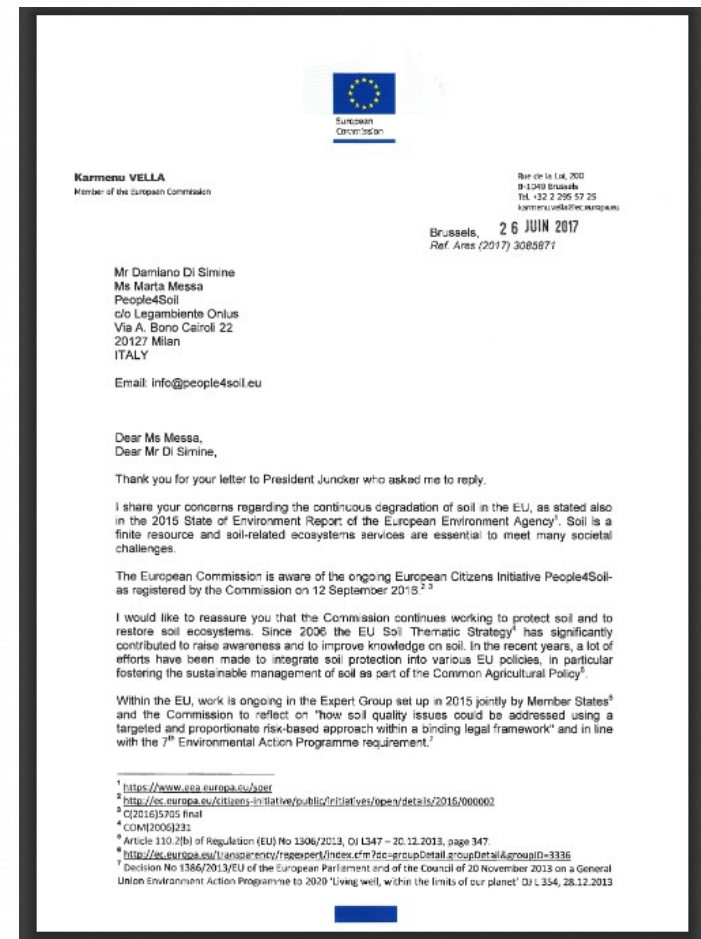 European
Commission
Karmenu VELLA
Member of the European Commission
Rue de la Loi, 200
B-1049 Brussels
Tel. +32 2 295 57 25
karmenu.vella@ec.europa.eu
Brussels, 26 JUIN 2017
Ref. Ares (2017) 3085871
Mr Damiano Di Simine
Ms Marta Messa
People4Soil
c/o Legambiente Onlus
Via A. Bono Cairoli 22
20127 Milan
ITALY
Email: info@people4soil.eu
Dear Ms Messa,
Dear Mr Di Simine,
Thank you for your letter to President Juncker who asked me to reply.
I share your concerns regarding the continuous degradation of soil in the EU, as stated also
in the 2015 State of Environment Report of the European Environment Agency¹. Soil is a
finite resource and soil-related ecosystems services are essential to meet many societal
challenges.
The European Commission is aware of the ongoing European Citizens Initiative People4Soil-
as registered by the Commission on 12 September 2016.² ³
I would like to reassure you that the Commission continues working to protect soil and to
restore soil ecosystems. Since 2006 the EU Soil Thematic Strategy⁴ has significantly
contributed to raise awareness and to improve knowledge on soil. In the recent years, a lot of
efforts have been made to integrate soil protection into various EU policies, in particular
fostering the sustainable management of soil as part of the Common Agricultural Policy⁵.
Within the EU, work is ongoing in the Expert Group set up in 2015 jointly by Member States⁶
and the Commission to reflect on "how soil quality issues could be addressed using a
targeted and proportionate risk-based approach within a binding legal framework" and in line
with the 7th Environmental Action Programme requirement.⁷
¹ https://www.eea.europa.eu/soer
² http://ec.europa.eu/citizens-initiative/public/initiatives/open/details/2016/000002
³ C(2016)5705 final
⁴ COM(2006)231
⁵ Article 110.2(b) of Regulation (EU) No 1306/2013, OJ L347 – 20.12.2013, page 347.
⁶ http://ec.europa.eu/transparency/regexpert/index.cfm?do=groupDetail.groupDetail&groupID=3336
⁷ Decision No 1386/2013/EU of the European Parliament and of the Council of 20 November 2013 on a General
Union Environment Action Programme to 2020 'Living well, within the limits of our planet' OJ L 354, 28.12.2013